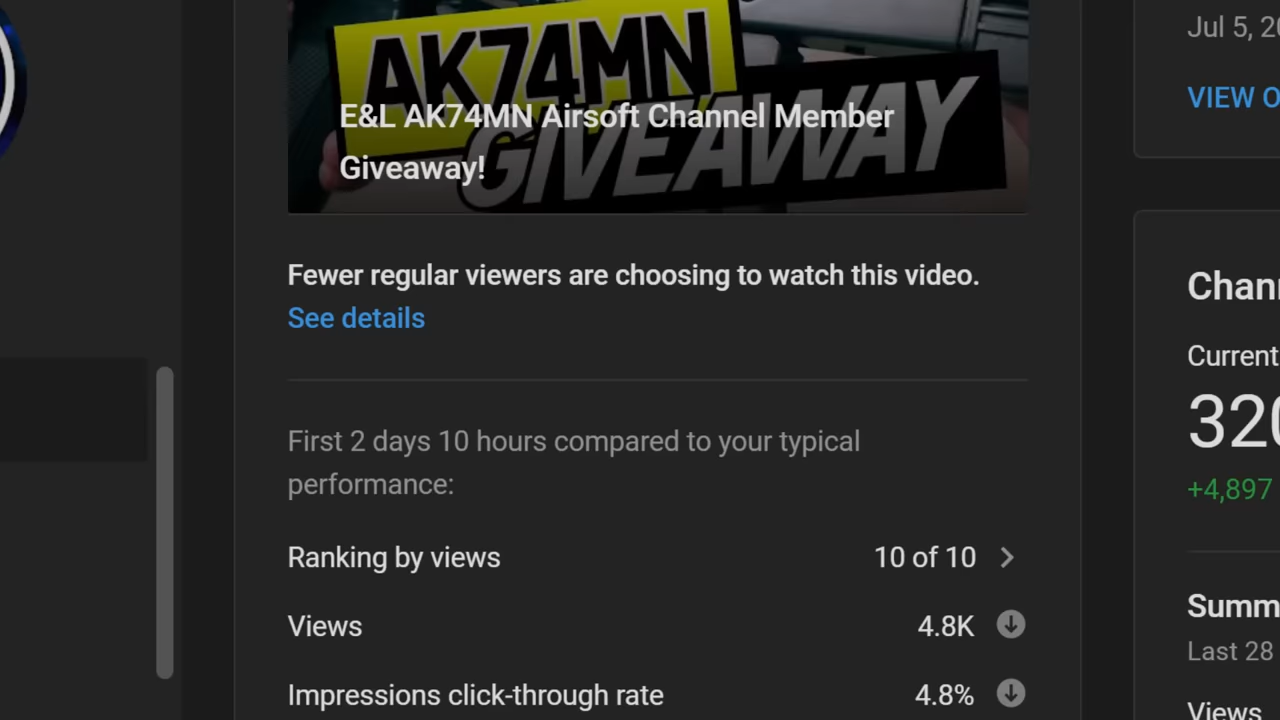 AK74MN
GIVEAWAY
E&L AK74MN Airsoft Channel Member
Giveaway!
Fewer regular viewers are choosing to watch this video.
See details
First 2 days 10 hours compared to your typical
performance:
Ranking by views 10 of 10
Views 4.8K
Impressions click-through rate 4.8%
Jul 5, 20
VIEW O
Chann
Current
320
+4,897
Summ
Last 28
Views